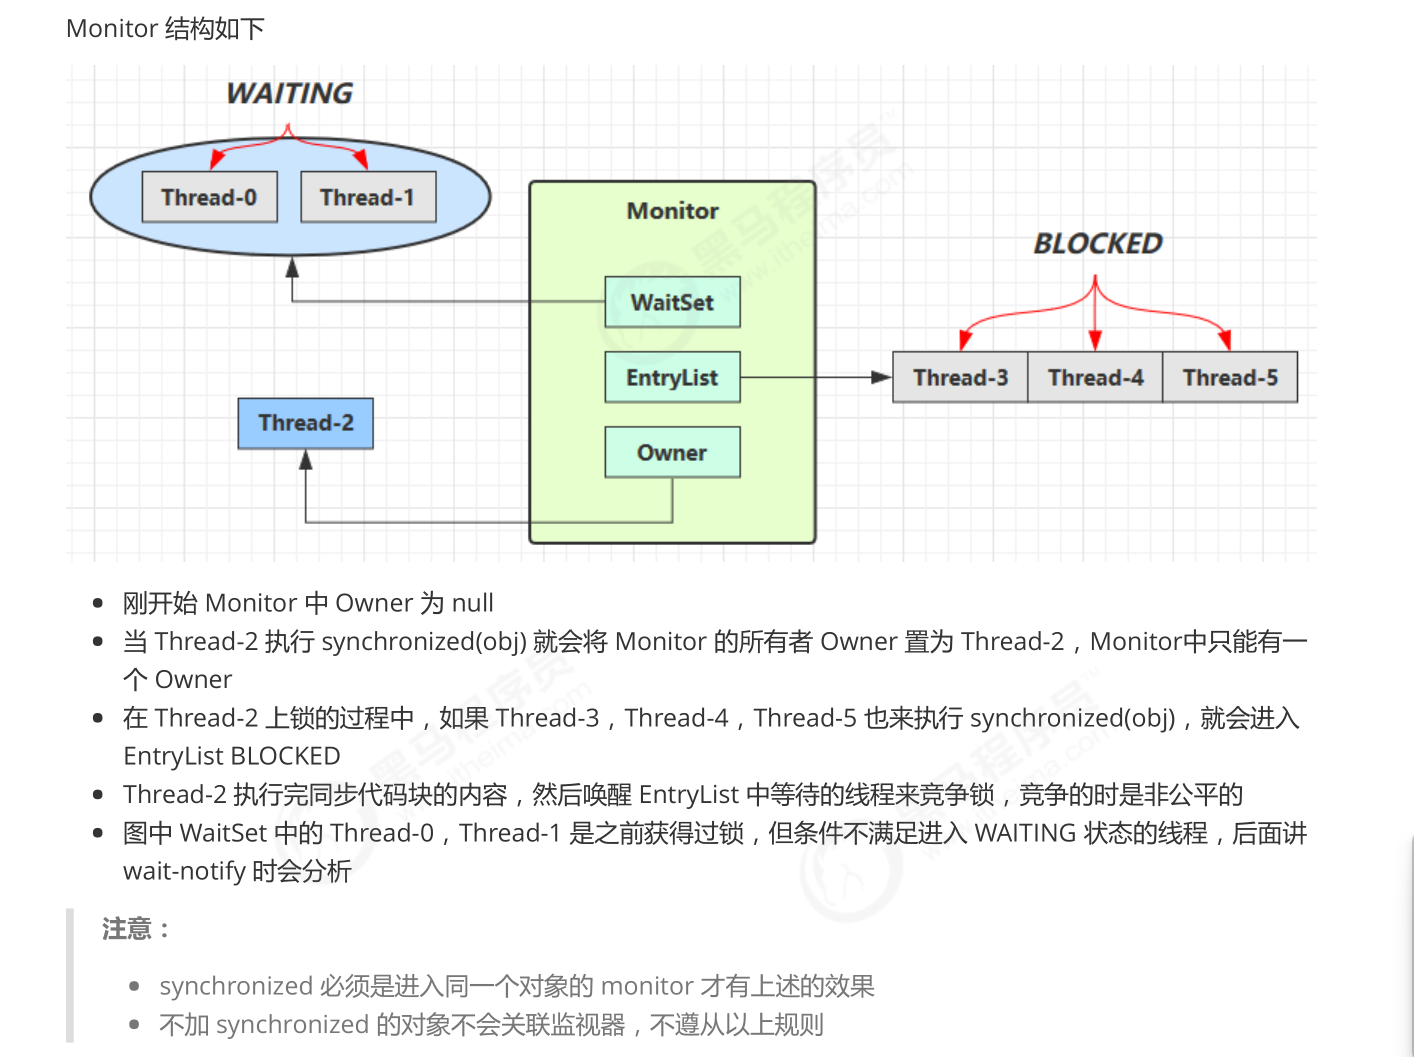 Monitor 结构如下
WAITING
Thread-0
Thread-1
Monitor
WaitSet
EntryList
Owner
BLOCKED
Thread-3
Thread-4
Thread-5
Thread-2
黑马程序员™
www.itheima.com
刚开始 Monitor 中 Owner 为 null
当 Thread-2 执行 synchronized(obj) 就会将 Monitor 的所有者 Owner 置为 Thread-2，Monitor中只能有一
个 Owner
在 Thread-2 上锁的过程中，如果 Thread-3，Thread-4，Thread-5 也来执行 synchronized(obj)，就会进入
EntryList BLOCKED
Thread-2 执行完同步代码块的内容，然后唤醒 EntryList 中等待的线程来竞争锁，竞争的时是非公平的
图中 WaitSet 中的 Thread-0，Thread-1 是之前获得过锁，但条件不满足进入 WAITING 状态的线程，后面讲
wait-notify 时会分析
注意：
synchronized 必须是进入同一个对象的 monitor 才有上述的效果
不加 synchronized 的对象不会关联监视器，不遵从以上规则